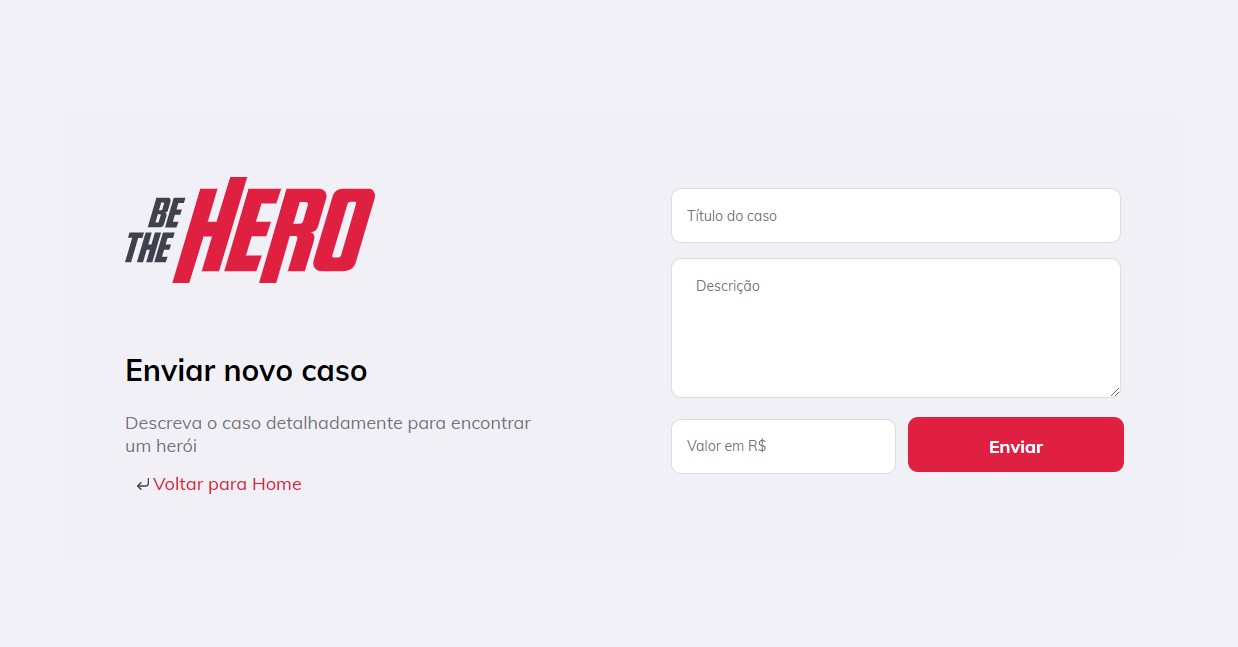 BE
THE HERO
Enviar novo caso
Descreva o caso detalhadamente para encontrar
um herói
Voltar para Home
Título do caso
Descrição
Valor em R$
Enviar